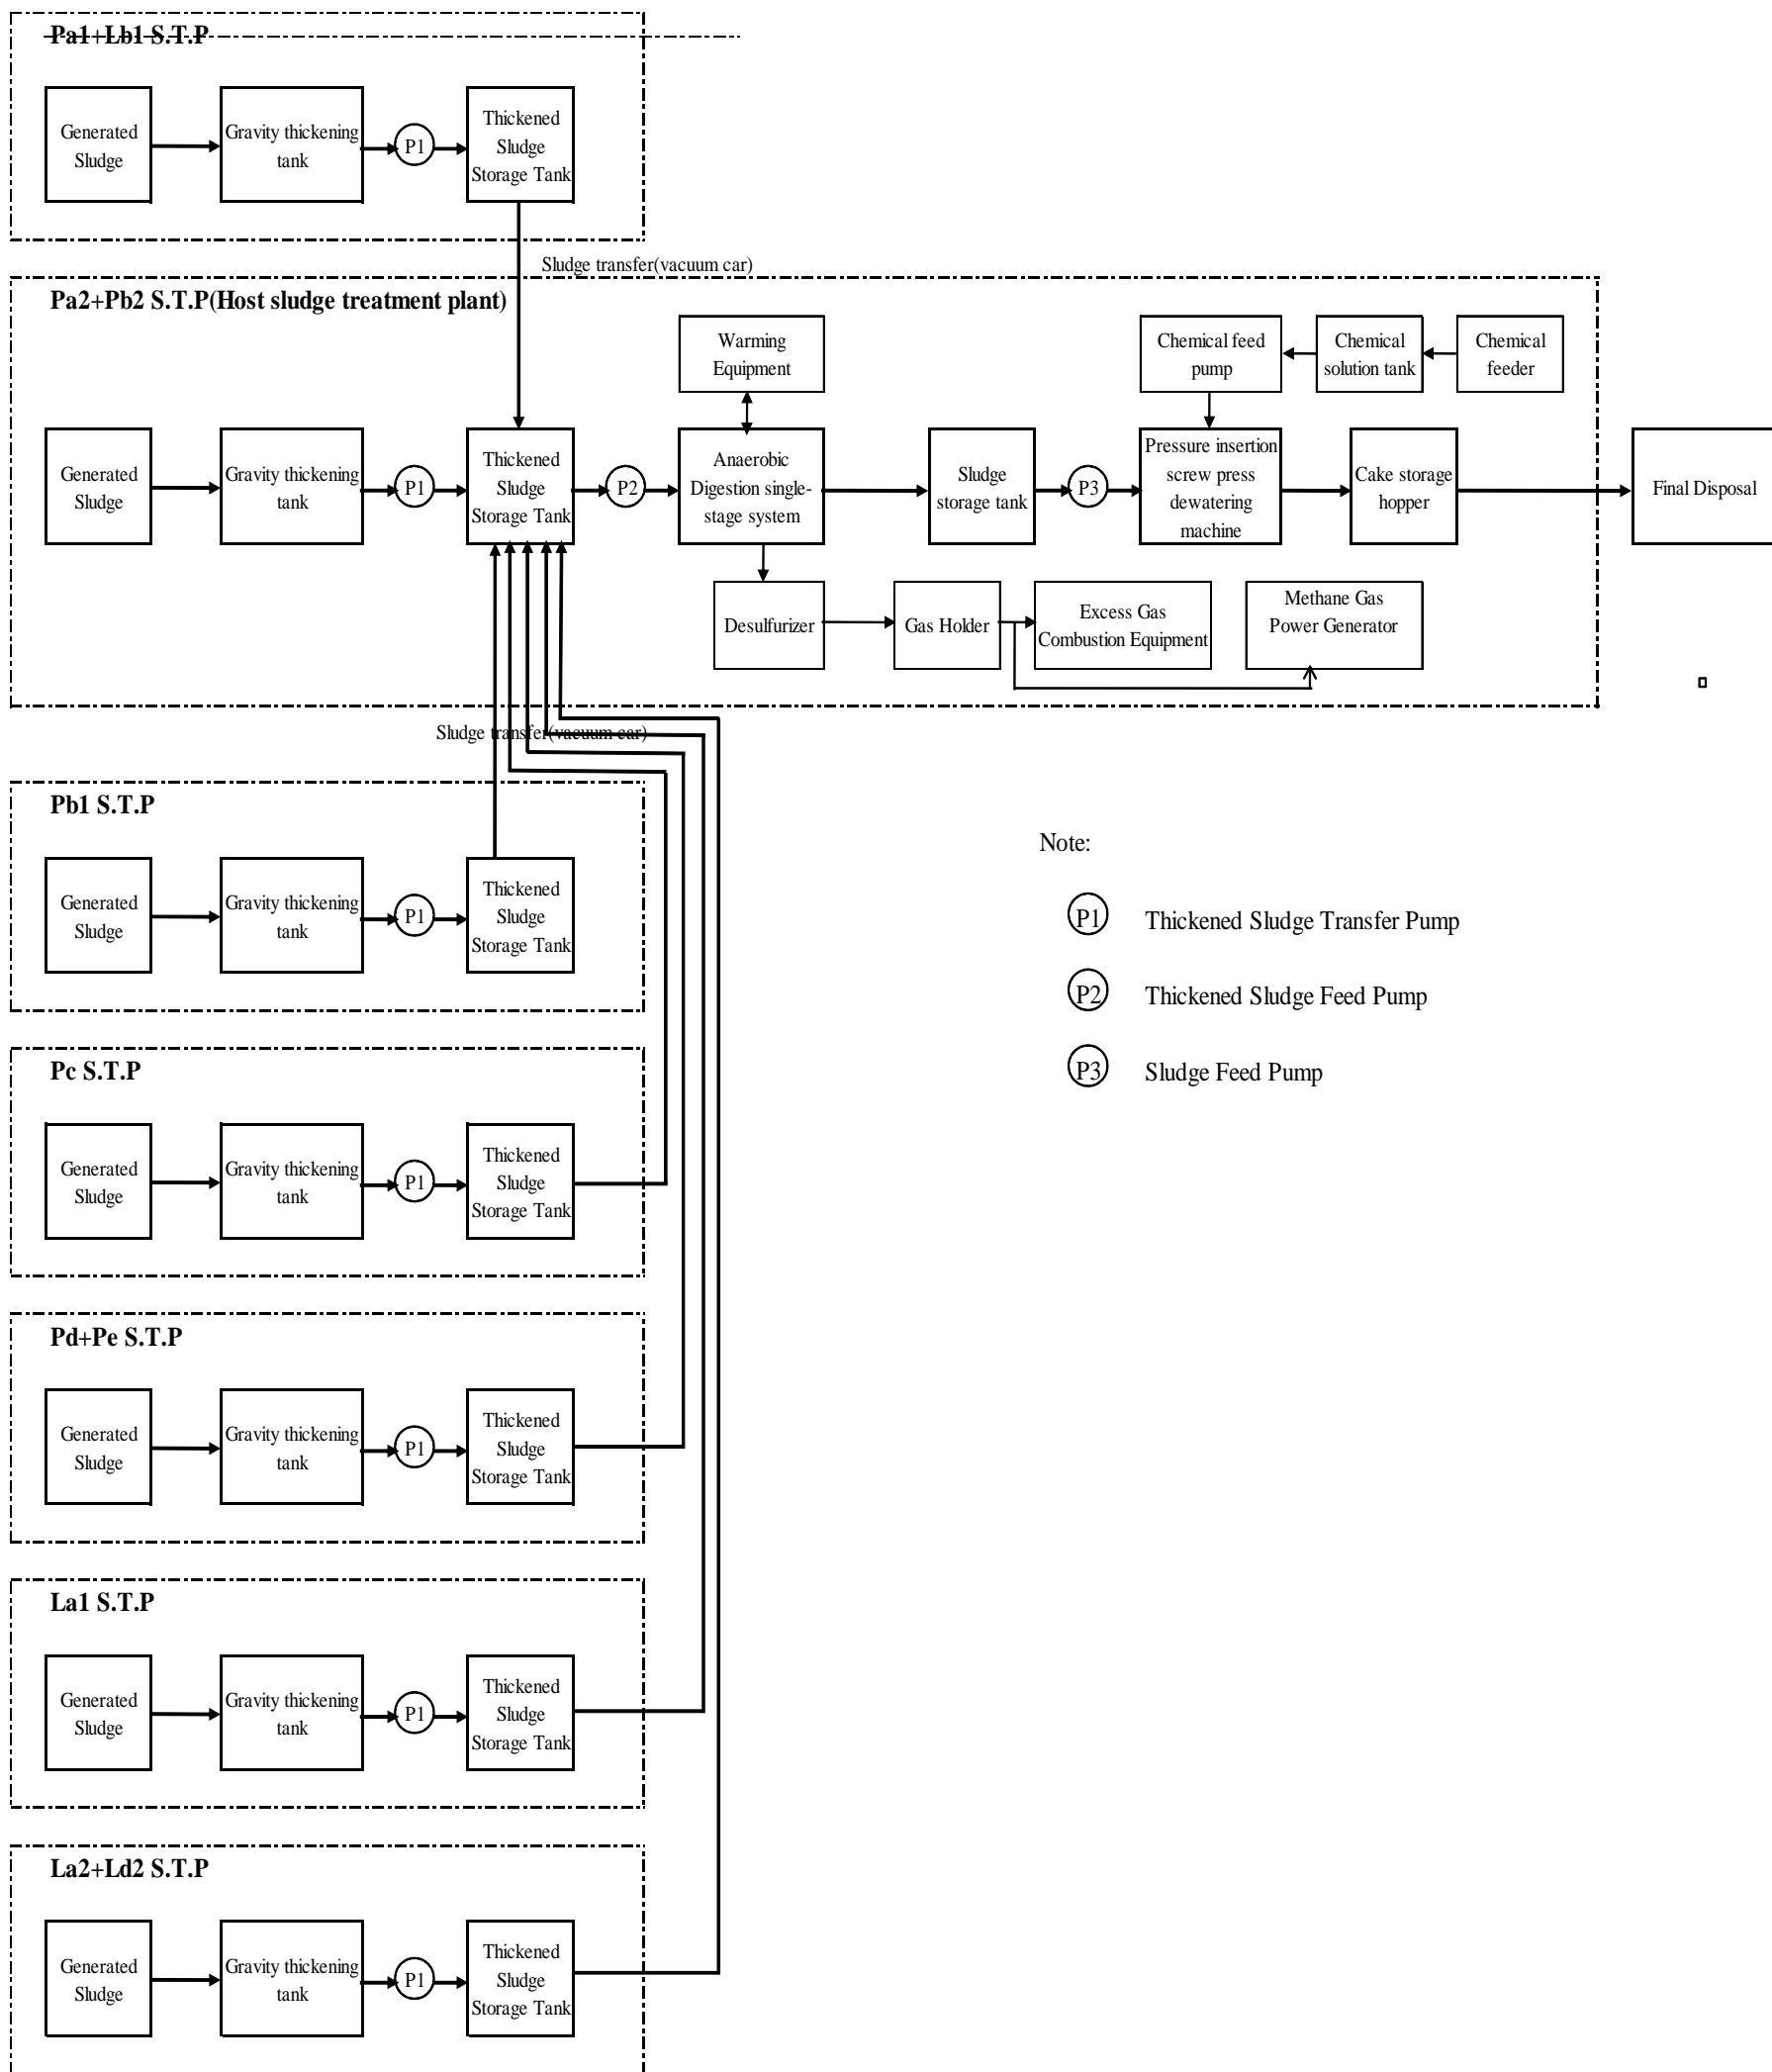 Pa1+Lb1 S.T.P
Generated
Sludge
Gravity thickening
tank
P1
Thickened
Sludge
Storage Tank
Sludge transfer(vacuum car)
Pa2+Pb2 S.T.P(Host sludge treatment plant)
Warming
Equipment
Chemical feed
pump
Chemical
solution tank
Chemical
feeder
Generated
Sludge
Gravity thickening
tank
P1
Thickened
Sludge
Storage Tank
P2
Anaerobic
Digestion single-
stage system
Sludge
storage tank
P3
Pressure insertion
screw press
dewatering
machine
Cake storage
hopper
Final Disposal
Desulfurizer
Gas Holder
Excess Gas
Combustion Equipment
Methane Gas
Power Generator
Sludge transfer(vacuum car)
Pb1 S.T.P
Generated
Sludge
Gravity thickening
tank
P1
Thickened
Sludge
Storage Tank
Note:
P1 Thickened Sludge Transfer Pump
P2 Thickened Sludge Feed Pump
P3 Sludge Feed Pump
Pc S.T.P
Generated
Sludge
Gravity thickening
tank
P1
Thickened
Sludge
Storage Tank
Pd+Pe S.T.P
Generated
Sludge
Gravity thickening
tank
P1
Thickened
Sludge
Storage Tank
La1 S.T.P
Generated
Sludge
Gravity thickening
tank
P1
Thickened
Sludge
Storage Tank
La2+Ld2 S.T.P
Generated
Sludge
Gravity thickening
tank
P1
Thickened
Sludge
Storage Tank